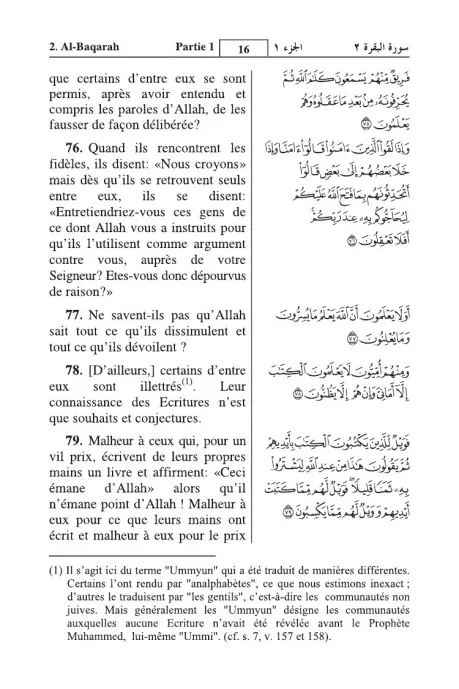 2. Al-Baqarah
Partie 1
16
الجزء ١
سورة البقرة ٢
que certains d’entre eux se sont
permis, après avoir entendu et
compris les paroles d’Allah, de les
fausser de façon délibérée?
76. Quand ils rencontrent les
fidèles, ils disent: «Nous croyons»
mais dès qu’ils se retrouvent seuls
entre eux, ils se disent:
«Entretiendriez-vous ces gens de
ce dont Allah vous a instruits pour
qu’ils l’utilisent comme argument
contre vous, auprès de votre
Seigneur? Etes-vous donc dépourvus
de raison?»
77. Ne savent-ils pas qu’Allah
sait tout ce qu’ils dissimulent et
tout ce qu’ils dévoilent ?
78. [D’ailleurs,] certains d’entre
eux sont illettrés(1). Leur
connaissance des Ecritures n’est
que souhaits et conjectures.
79. Malheur à ceux qui, pour un
vil prix, écrivent de leurs propres
mains un livre et affirment: «Ceci
émane d’Allah» alors qu’il
n’émane point d’Allah ! Malheur à
eux pour ce que leurs mains ont
écrit et malheur à eux pour le prix
فَرِيقٌ مِّنْهُمْ يَسْمَعُونَ كَلَٰمَ ٱللَّهِ ثُمَّ
يُحَرِّفُونَهُۥ مِنۢ بَعْدِ مَا عَقَلُوهُ وَهُمْ
يَعْلَمُونَ ٧٥
وَإِذَا لَقُوا۟ ٱلَّذِينَ ءَامَنُوا۟ قَالُوٓا۟ ءَامَنَّا وَإِذَا
خَلَا بَعْضُهُمْ إِلَىٰ بَعْضٍ قَالُوٓا۟
أَتُحَدِّثُونَهُم بِمَا فَتَحَ ٱللَّهُ عَلَيْكُمْ
لِيُحَآجُّوكُم بِهِۦ عِندَ رَبِّكُمْ ۚ
أَفَلَا تَعْقِلُونَ ٧٦
أَوَلَا يَعْلَمُونَ أَنَّ ٱللَّهَ يَعْلَمُ مَا يُسِرُّونَ
وَمَا يُعْلِنُونَ ٧٧
وَمِنْهُمْ أُمِّيُّونَ لَا يَعْلَمُونَ ٱلْكِتَٰبَ
إِلَّآ أَمَانِىَّ وَإِنْ هُمْ إِلَّا يَظُنُّونَ ٧٨
فَوَيْلٌ لِّلَّذِينَ يَكْتُبُونَ ٱلْكِتَٰبَ بِأَيْدِيهِمْ
ثُمَّ يَقُولُونَ هَٰذَا مِنْ عِندِ ٱللَّهِ لِيَشْتَرُوا۟
بِهِۦ ثَمَنًا قَلِيلًا ۖ فَوَيْلٌ لَّهُم مِّمَّا كَتَبَتْ
أَيْدِيهِمْ وَوَيْلٌ لَّهُم مِّمَّا يَكْسِبُونَ ٧٩
(1) Il s’agit ici du terme "Ummyun" qui a été traduit de manières différentes.
Certains l’ont rendu par "analphabètes", ce que nous estimons inexact ;
d’autres le traduisent par "les gentils", c’est-à-dire les communautés non
juives. Mais généralement les "Ummyun" désigne les communautés
auxquelles aucune Ecriture n’avait été révélée avant le Prophète
Muhammed, lui-même "Ummi". (cf. s. 7, v. 157 et 158).